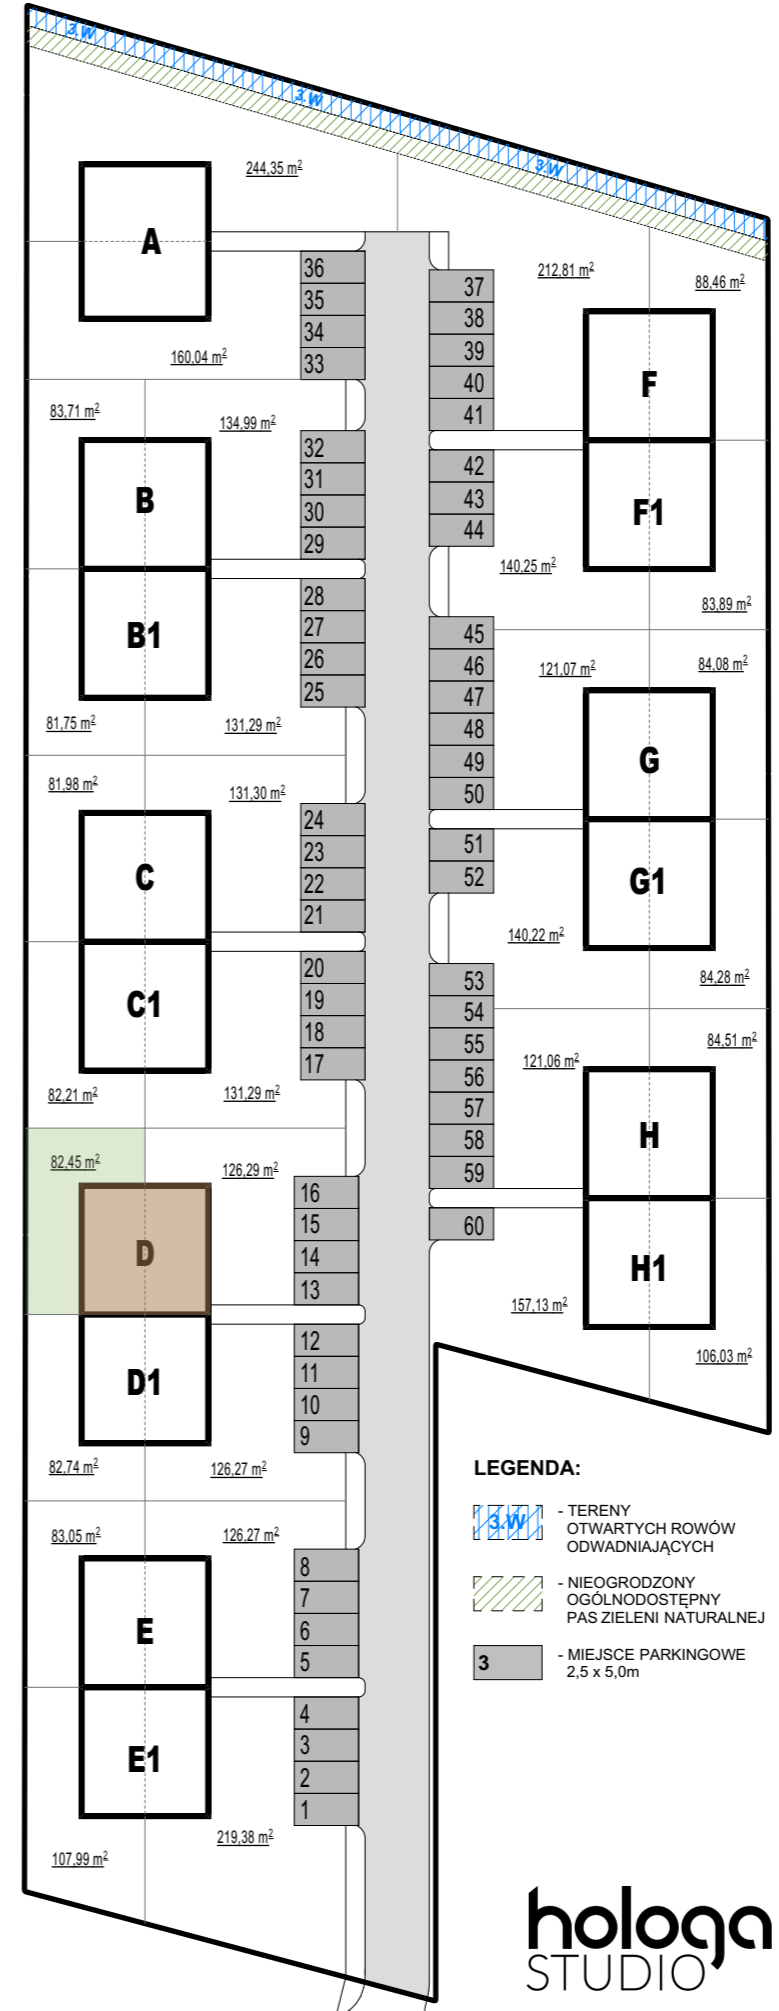 3.W
3.W
3.W
244,35 m²
A
36
35
34
33
160,04 m²
212,81 m²
88,46 m²
37
38
39
40
41
F
83,71 m²
134,99 m²
B
32
31
30
29
42
43
44
F1
140,25 m²
83,89 m²
B1
28
27
26
25
81,75 m²
131,29 m²
45
46
47
48
49
50
121,07 m²
84,08 m²
G
81,98 m²
131,30 m²
C
24
23
22
21
51
52
G1
140,22 m²
84,28 m²
C1
20
19
18
17
82,21 m²
131,29 m²
53
54
55
56
57
58
59
121,06 m²
84,51 m²
H
82,45 m²
126,29 m²
D
16
15
14
13
60
H1
157,13 m²
106,03 m²
D1
12
11
10
9
82,74 m²
126,27 m²
83,05 m²
126,27 m²
E
8
7
6
5
E1
4
3
2
1
219,38 m²
107,99 m²
LEGENDA:
3.W
- TERENY
OTWARTYCH ROWÓW
ODWADNIAJĄCYCH
- NIEOGRODZONY
OGÓLNODOSTĘPNY
PAS ZIELENI NATURALNEJ
3
- MIEJSCE PARKINGOWE
2,5 x 5,0m
hologa
STUDIO